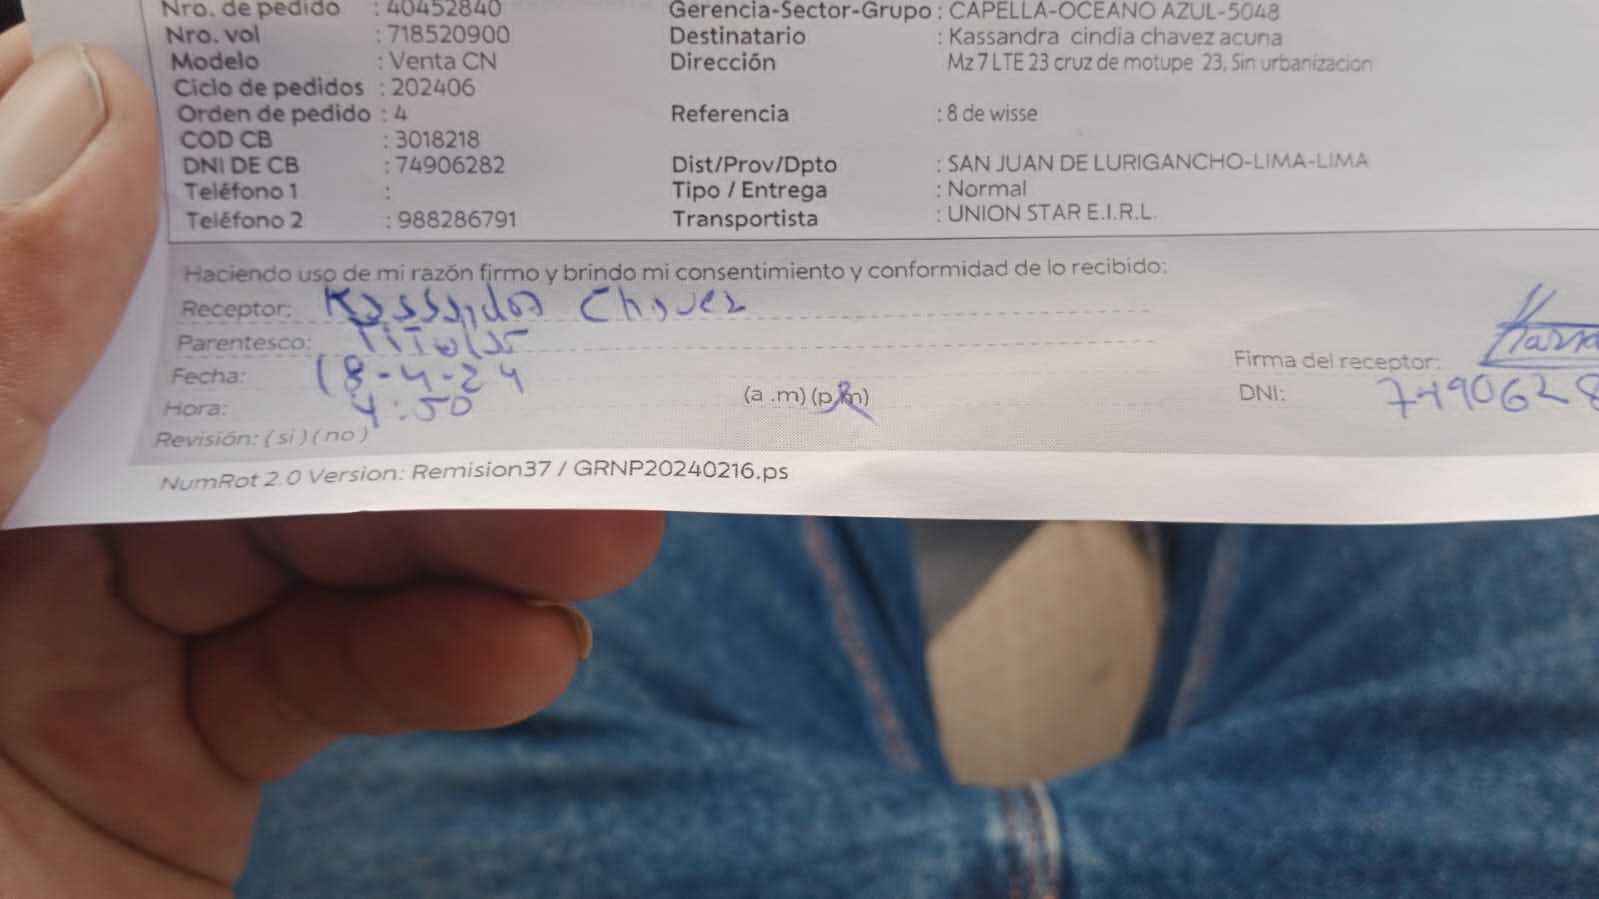 Nro. de pedido : 40452840 Gerencia-Sector-Grupo : CAPELLA-OCEANO AZUL-5048
Nro. vol : 718520900 Destinatario : Kassandra cindia chavez acuna
Modelo : Venta CN Dirección Mz 7 LTE 23 cruz de motupe 23, Sin urbanizacion
Ciclo de pedidos : 202406
Orden de pedido : 4 Referencia : 8 de wisse
COD CB : 3018218
DNI DE CB : 74906282 Dist/Prov/Dpto : SAN JUAN DE LURIGANCHO-LIMA-LIMA
Teléfono 1 : Tipo / Entrega : Normal
Teléfono 2 : 988286791 Transportista : UNION STAR E.I.R.L.
Haciendo uso de mi razón firmo y brindo mi consentimiento y conformidad de lo recibido:
Receptor: Chavez
Parentesco:
Fecha: 18-4-24 Firma del receptor:
Hora: 4:50 (a .m) (p.m) DNI: 7490628
Revisión: ( si ) ( no )
NumRot 2.0 Version: Remision37 / GRNP20240216.ps